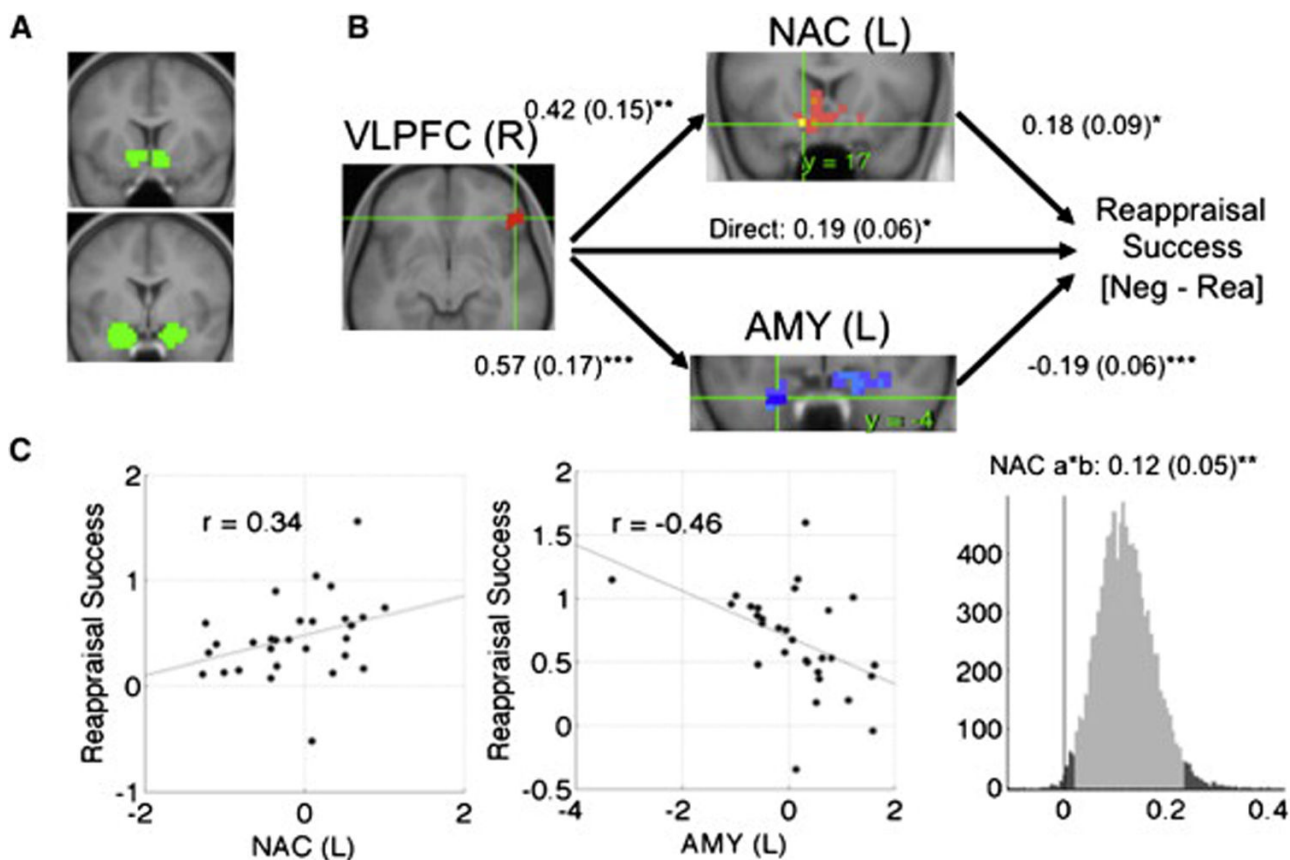 A
B
NAC (L)
0.42 (0.15)**
VLPFC (R)
0.18 (0.09)*
y = 17
Direct: 0.19 (0.06)*
Reappraisal
Success
[Neg - Rea]
AMY (L)
0.57 (0.17)***
-0.19 (0.06)***
y = -4
C
Reappraisal Success
2
1
0
-1
r = 0.34
-2
0
2
NAC (L)
Reappraisal Success
2
1.5
1
0.5
0
-0.5
r = -0.46
-4
-2
0
2
AMY (L)
NAC a*b: 0.12 (0.05)**
400
300
200
100
0
0
0.2
0.4